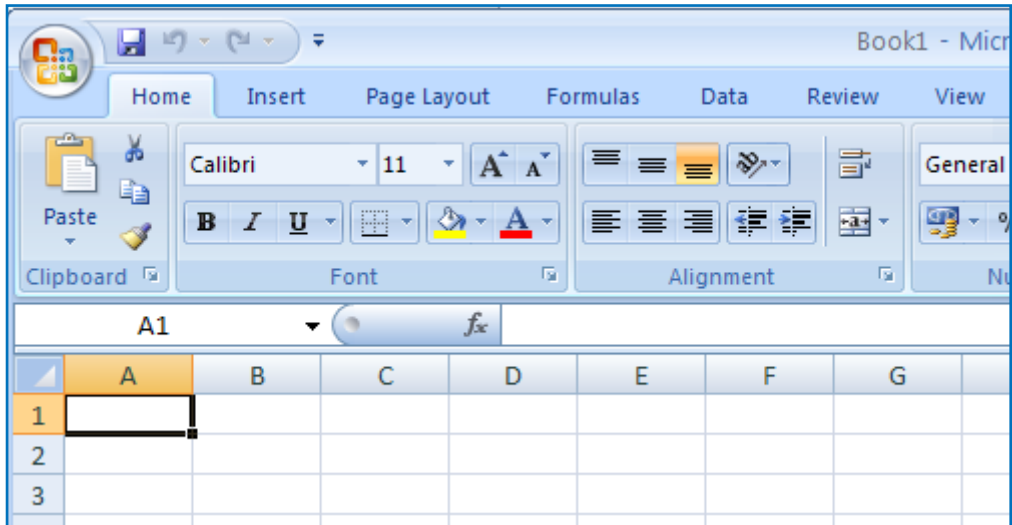 Book1 - Micr
Home Insert Page Layout Formulas Data Review View
Calibri 11 A A General
Paste B I U A a %
Clipboard Font Alignment Nu
A1 fx
A B C D E F G
1
2
3